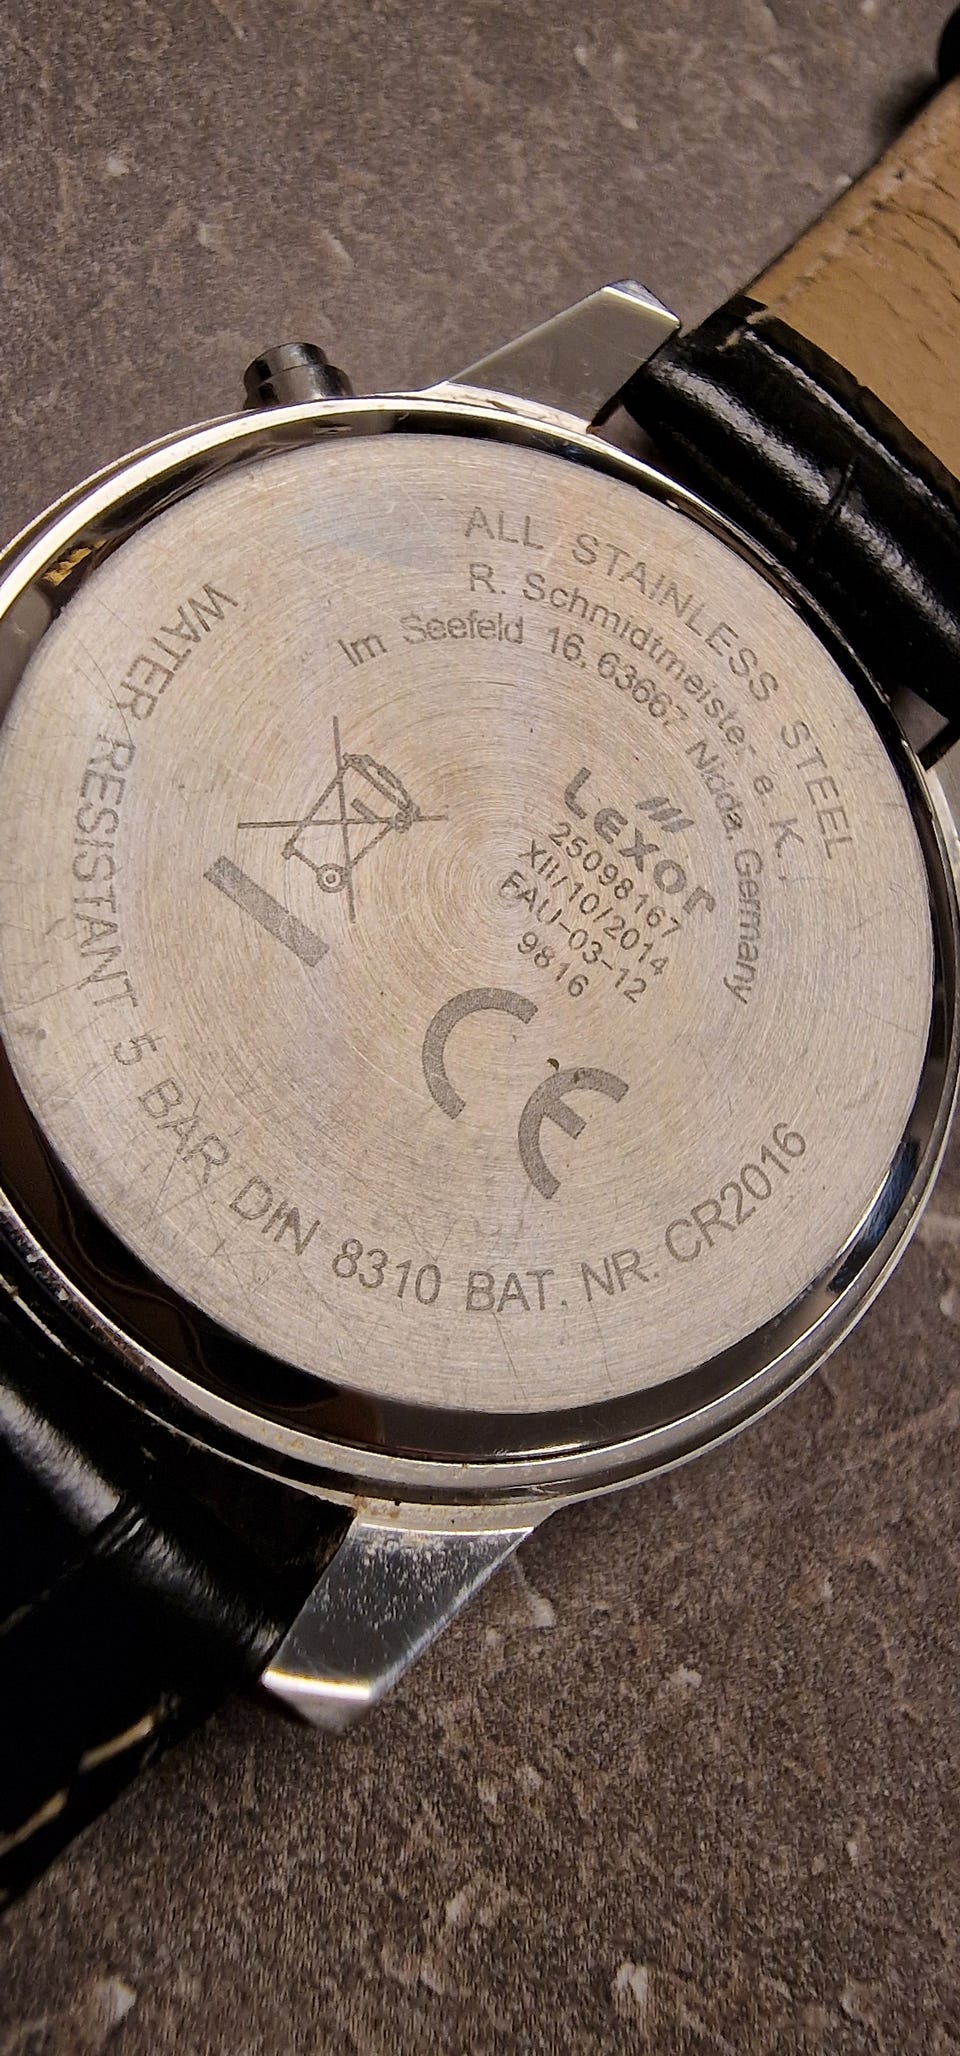 ALL STAINLESS STEEL
R. Schmidtmeister e. K.
Im Seefeld 16, 63667 Nidda, Germany
Lexor
25098167
XII/10/2014
FAU-03-12
9816
CE
WATER RESISTANT 5 BAR DIN 8310 BAT. NR. CR2016